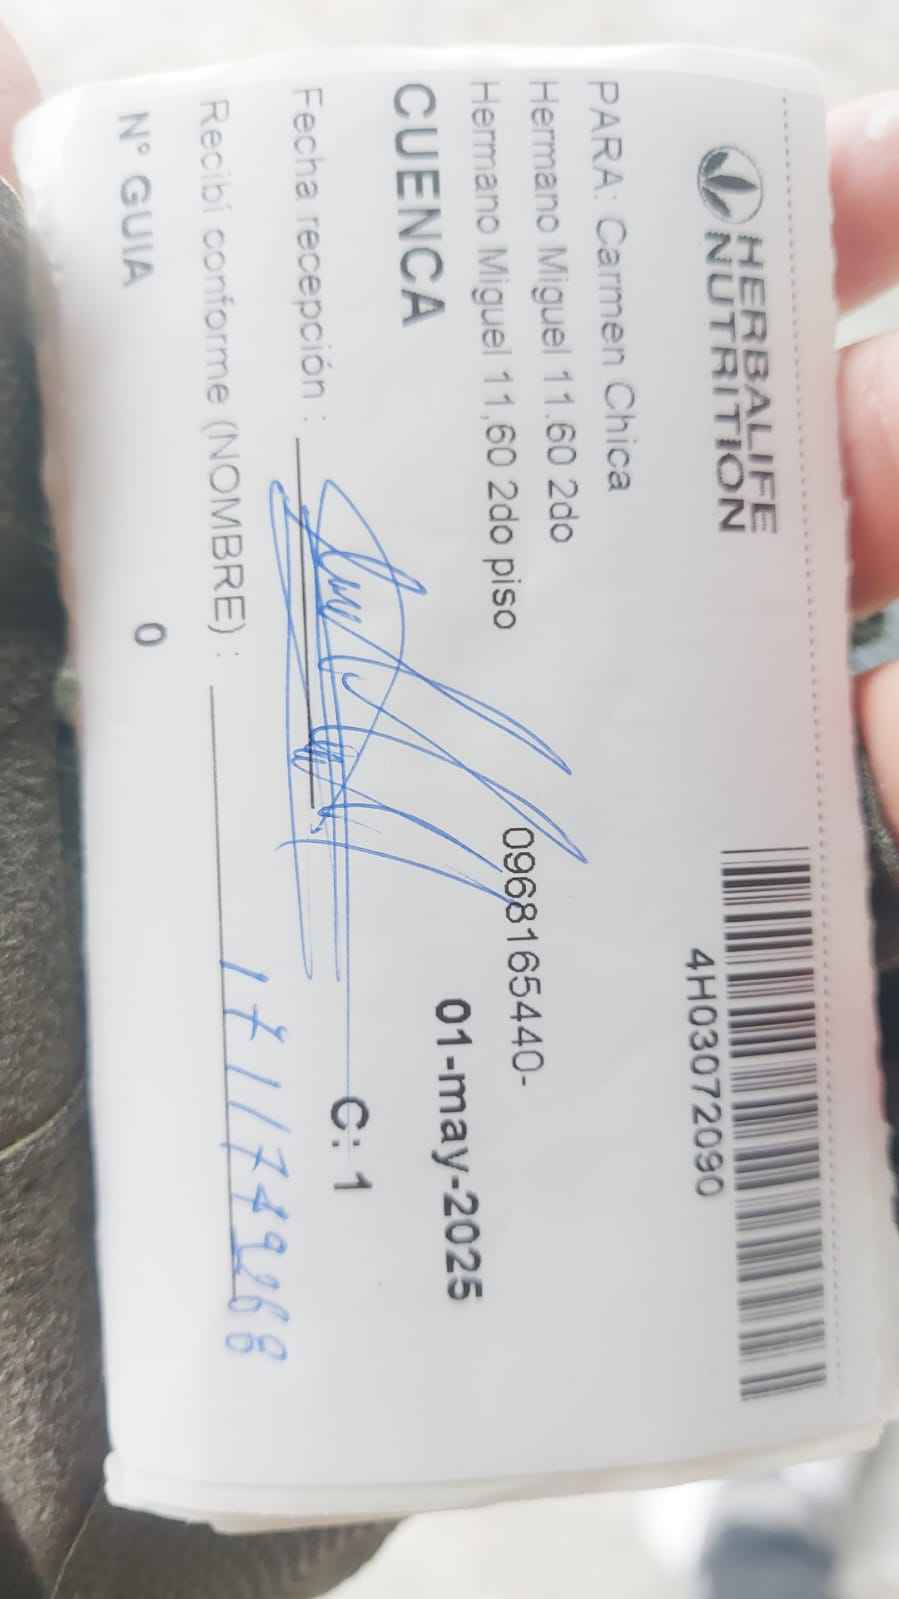 HERBALIFE
NUTRITION
4H03072090
PARA: Carmen Chica
Hermano Miguel 11.60 2do
Hermano Miguel 11,60 2do piso
0968165440-
CUENCA
01-may-2025
Fecha recepción :
C: 1
Recibí conforme (NOMBRE) :
N° GUIA 0